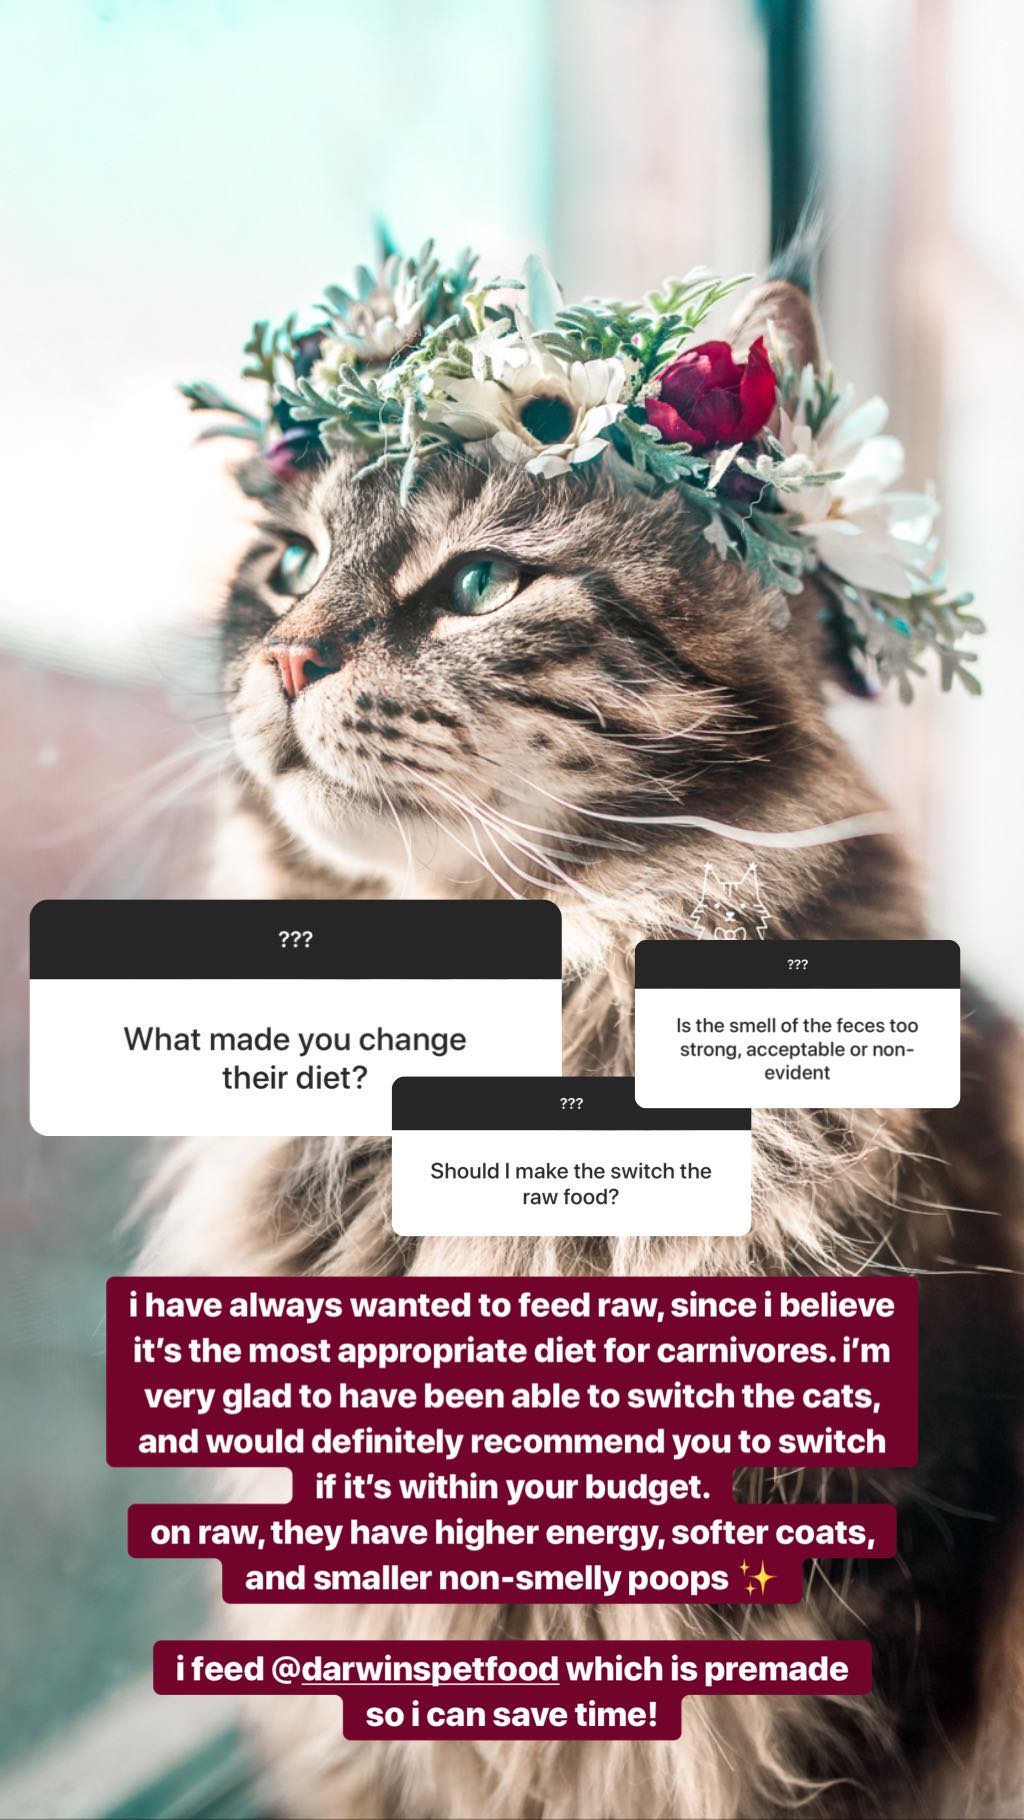 ???
What made you change
their diet?
???
Is the smell of the feces too
strong, acceptable or non-
evident
???
Should I make the switch the
raw food?
i have always wanted to feed raw, since i believe
it’s the most appropriate diet for carnivores. i’m
very glad to have been able to switch the cats,
and would definitely recommend you to switch
if it’s within your budget.
on raw, they have higher energy, softer coats,
and smaller non-smelly poops ✨
i feed @darwinspetfood which is premade
so i can save time!